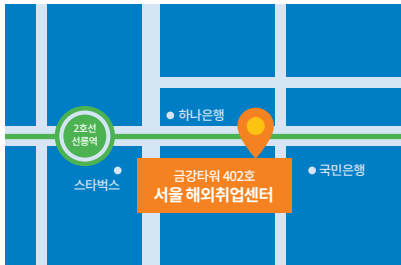 하나은행
2호선
선릉역
스타벅스
금강타워 402호
서울 해외취업센터
국민은행